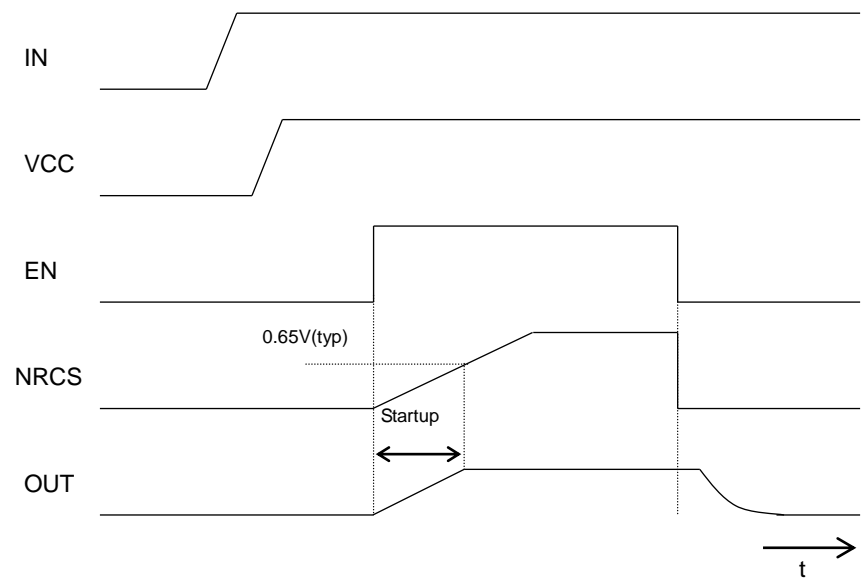 IN
VCC
EN
0.65V(typ)
NRCS
Startup
OUT
t